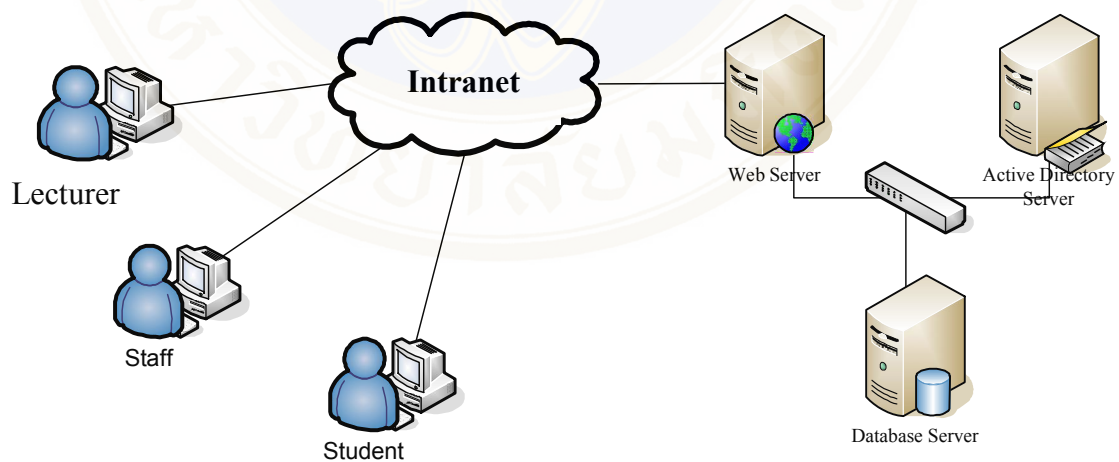 Intranet
Lecturer
Staff
Student
Web Server
Active Directory
Server
Database Server